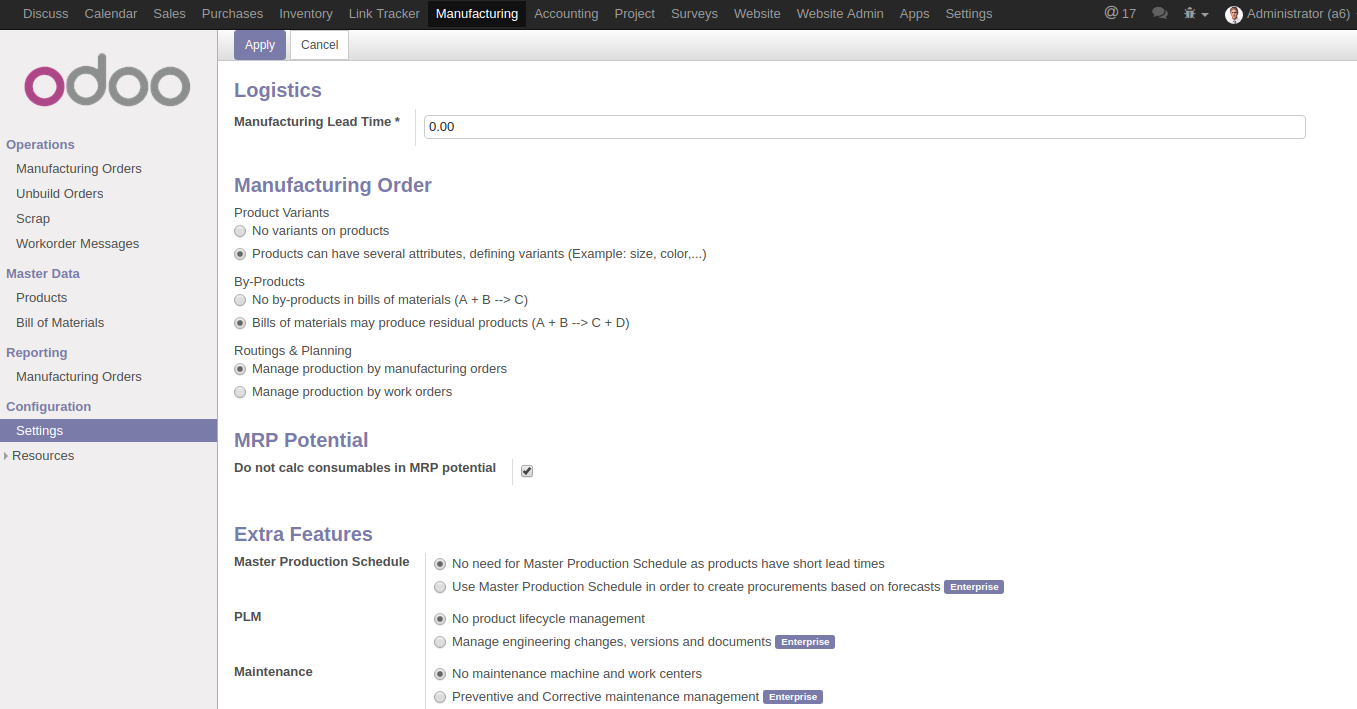 Discuss Calendar Sales Purchases Inventory Link Tracker Manufacturing Accounting Project Surveys Website Website Admin Apps Settings @ 17 Administrator (a6)
odoo
Operations
Manufacturing Orders
Unbuild Orders
Scrap
Workorder Messages
Master Data
Products
Bill of Materials
Reporting
Manufacturing Orders
Configuration
Settings
Resources
Apply Cancel
Logistics
Manufacturing Lead Time * 0.00
Manufacturing Order
Product Variants
No variants on products
Products can have several attributes, defining variants (Example: size, color,...)
By-Products
No by-products in bills of materials (A + B --> C)
Bills of materials may produce residual products (A + B --> C + D)
Routings & Planning
Manage production by manufacturing orders
Manage production by work orders
MRP Potential
Do not calc consumables in MRP potential
Extra Features
Master Production Schedule No need for Master Production Schedule as products have short lead times
Use Master Production Schedule in order to create procurements based on forecasts Enterprise
PLM No product lifecycle management
Manage engineering changes, versions and documents Enterprise
Maintenance No maintenance machine and work centers
Preventive and Corrective maintenance management Enterprise